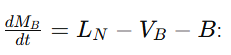 dM_B/dt = L_N − V_B − B: